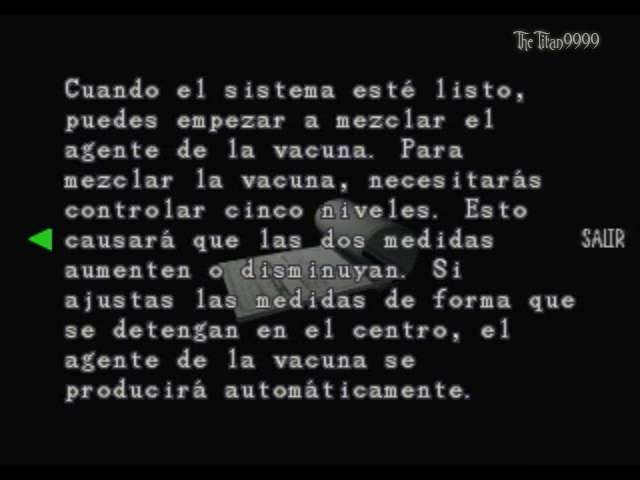 The Titan9999
Cuando el sistema esté listo,
puedes empezar a mezclar el
agente de la vacuna. Para
mezclar la vacuna, necesitarás
controlar cinco niveles. Esto
causará que las dos medidas
aumenten o disminuyan. Si
ajustas las medidas de forma que
se detengan en el centro, el
agente de la vacuna se
producirá automáticamente.
SALIR